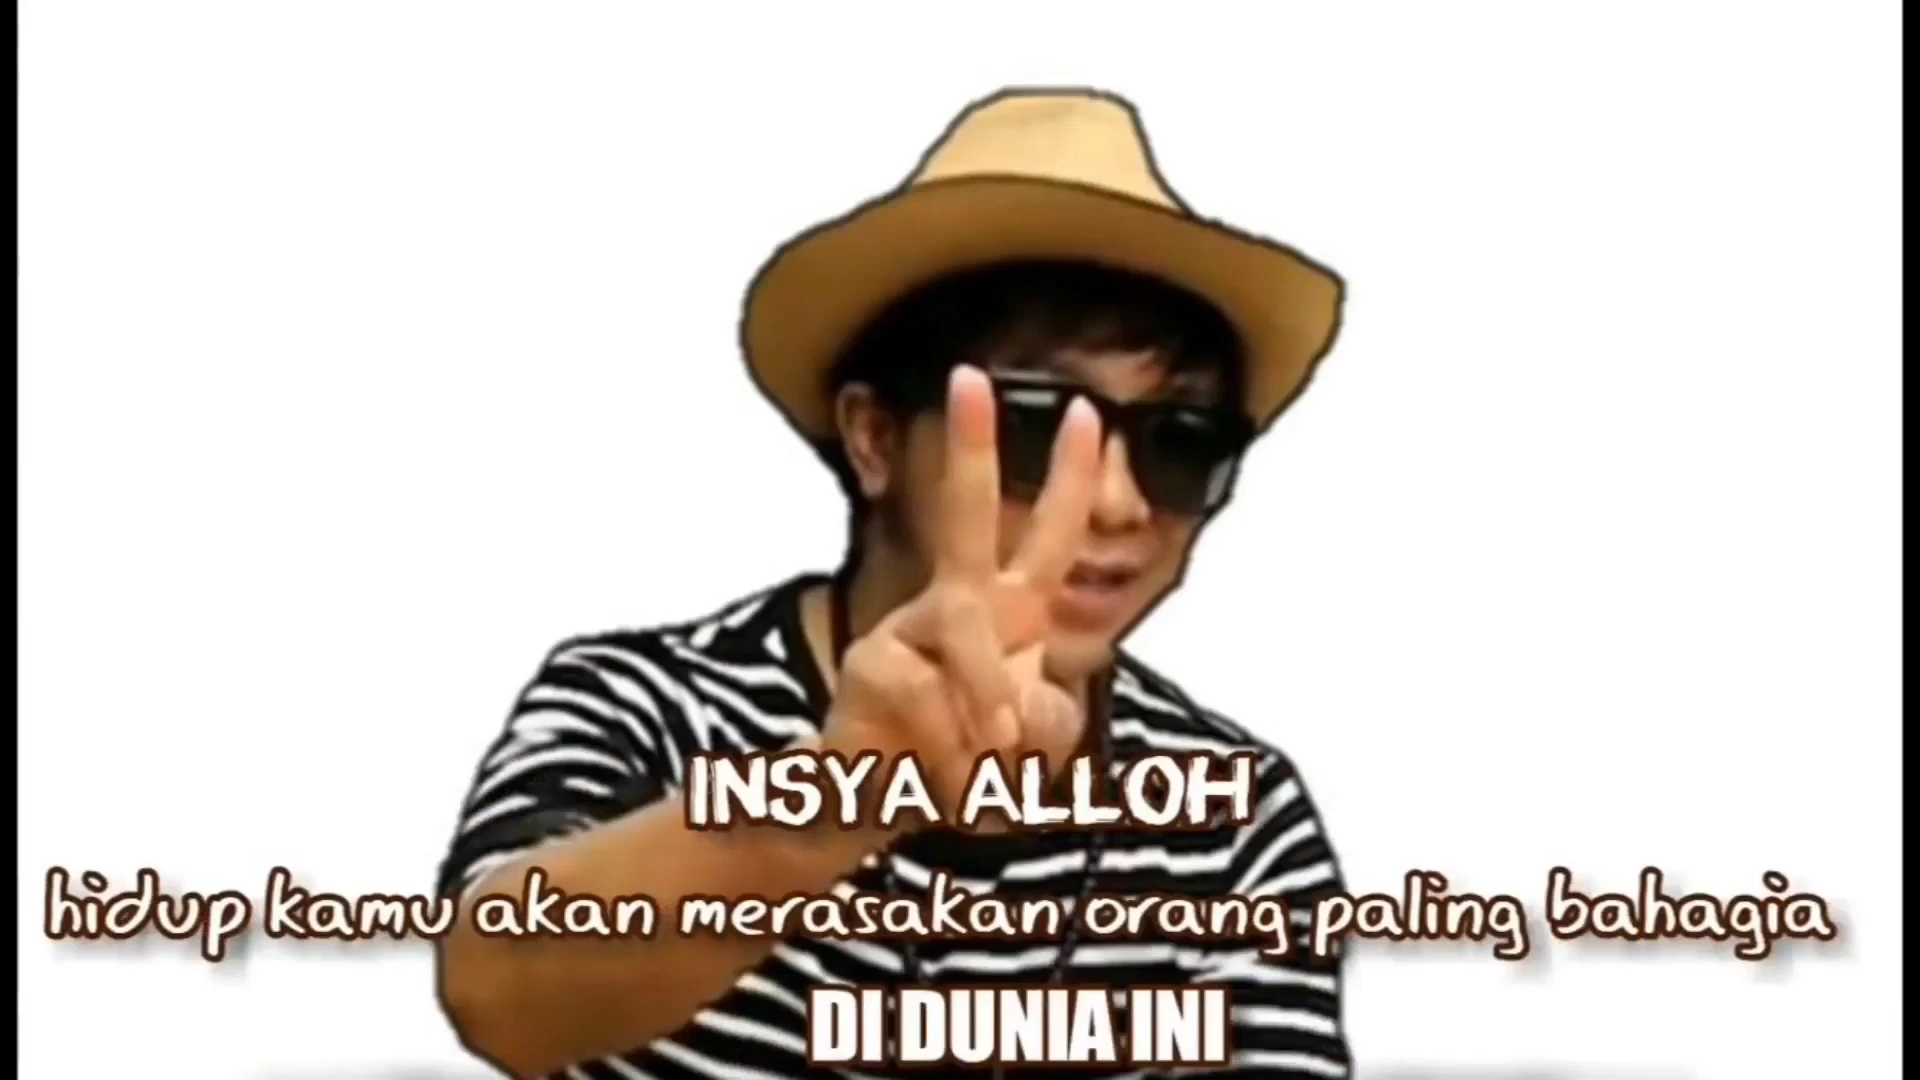 INSYA ALLOH
hidup kamu akan merasakan orang paling bahagia
DI DUNIA INI